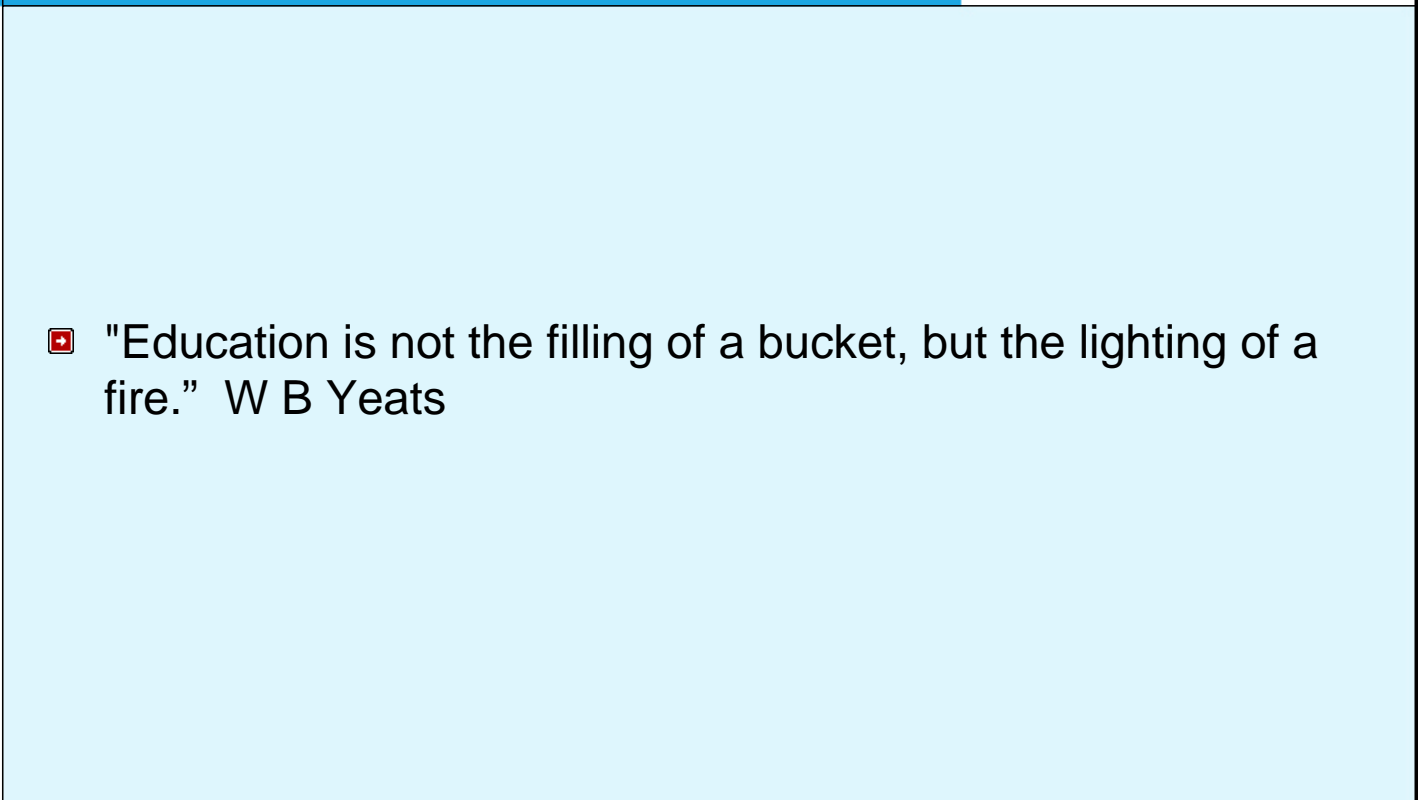 "Education is not the filling of a bucket, but the lighting of a
fire.”  W B Yeats